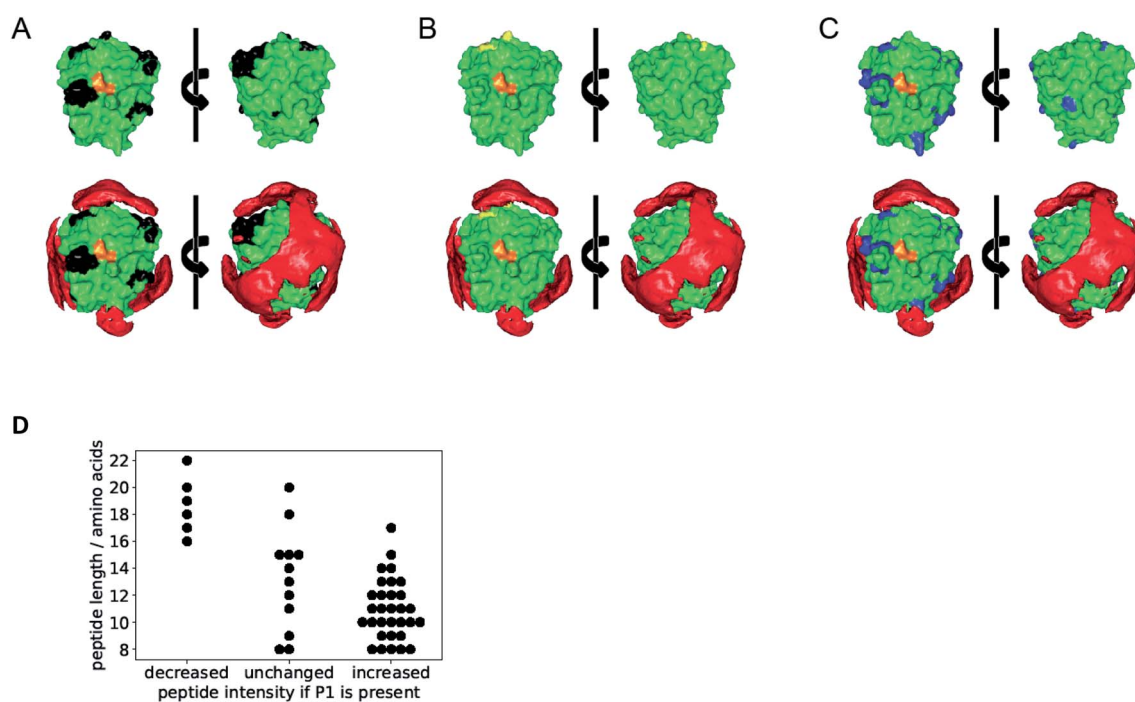 A
B
C
D
peptide length / amino acids
22
20
18
16
14
12
10
8
decreased unchanged increased
peptide intensity if P1 is present